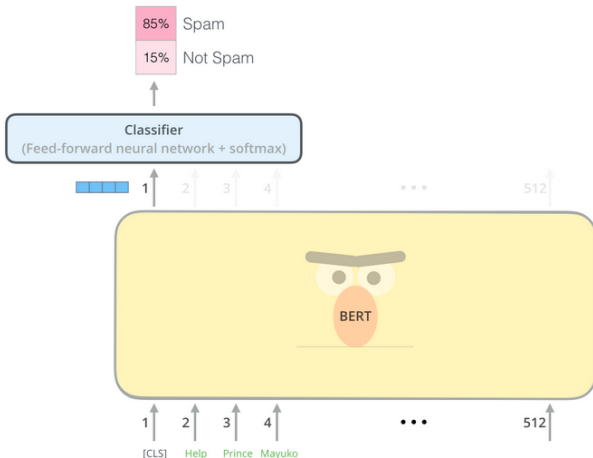 85% Spam
15% Not Spam
Classifier
(Feed-forward neural network + softmax)
1 2 3 4 ••• 512
BERT
1 2 3 4 ••• 512
[CLS] Help Prince Mayuko